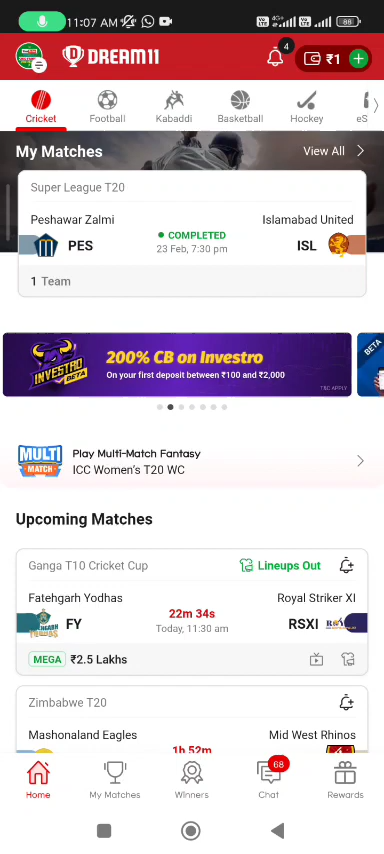 11:07 AM
4G+
88
DREAM11
4
₹1
Cricket Football Kabaddi Basketball Hockey eS
My Matches View All
Super League T20
Peshawar Zalmi Islamabad United
PES COMPLETED ISL
23 Feb, 7:30 pm
1 Team
INVESTRO BETA
200% CB on Investro
On your first deposit between ₹100 and ₹2,000
T&C APPLY
BETA
MULTI MATCH
Play Multi-Match Fantasy
ICC Women's T20 WC
Upcoming Matches
Ganga T10 Cricket Cup Lineups Out
Fatehgarh Yodhas Royal Striker XI
FY 22m 34s RSXI
Today, 11:30 am
MEGA ₹2.5 Lakhs
Zimbabwe T20
Mashonaland Eagles Mid West Rhinos
1h 52m
68
Home My Matches Winners Chat Rewards